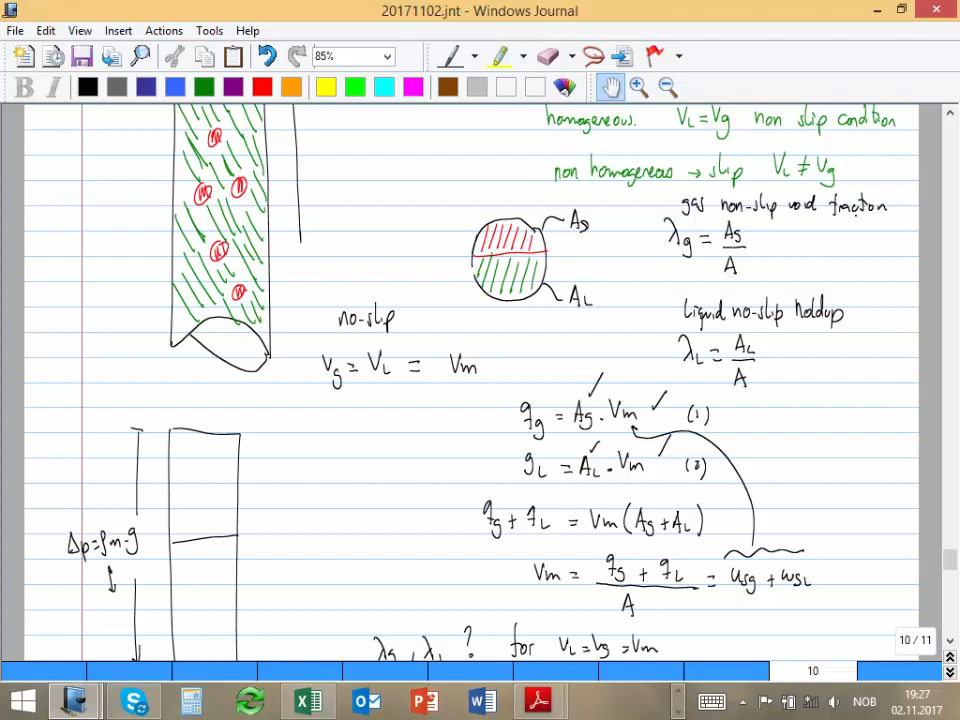 20171102.jnt - Windows Journal
File Edit View Insert Actions Tools Help
85%
homogeneous. VL = Vg non slip condition
non homogeneous → slip VL ≠ Vg
gas non-slip void fraction
Ag
λg = Ag / A
AL
liquid no-slip holdup
no-slip
λL = AL / A
Vg = VL = Vm
qg = Ag · Vm (1)
qL = AL · Vm (2)
qg + qL = Vm (Ag + AL)
Δp = ρm·g
Vm = (qg + qL) / A = usg + usL
λg, λL ? for VL = Vg = Vm
10 / 11
10
NOB
19:27
02.11.2017